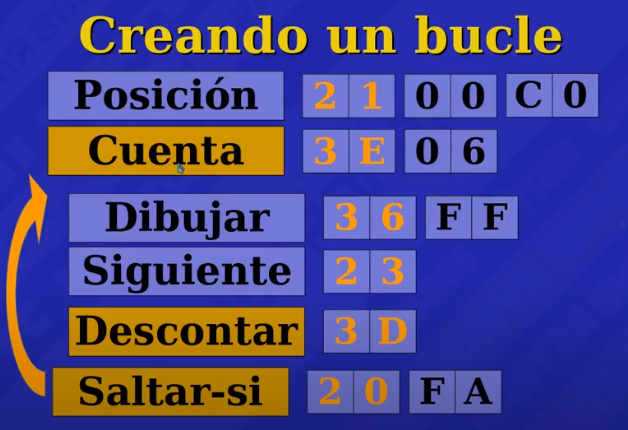 Creando un bucle
Posición 21 00 C0
Cuenta 3E 06
Dibujar 36 FF
Siguiente 23
Descontar 3D
Saltar-si 20 FA